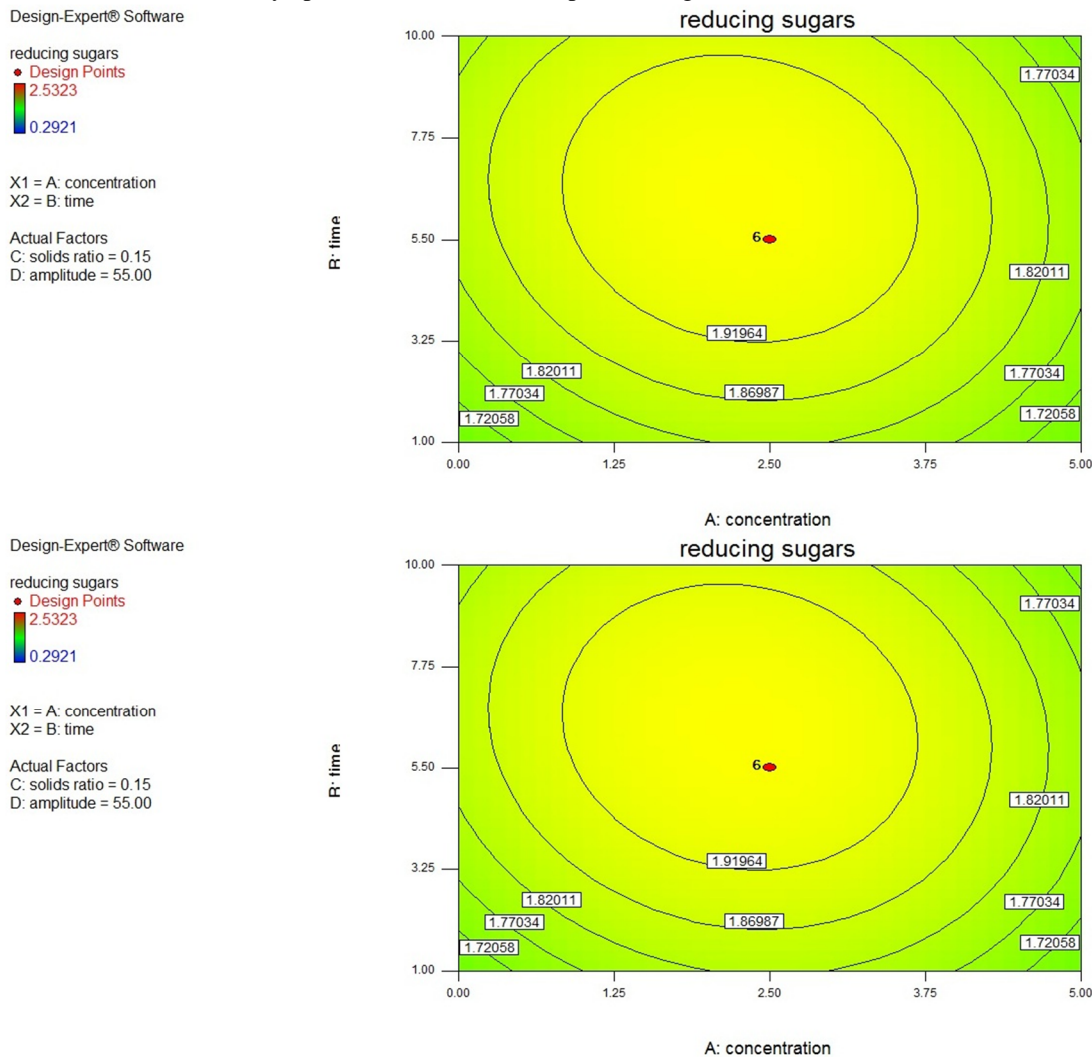 Design-Expert® Software
reducing sugars
Design Points
2.5323
0.2921
X1 = A: concentration
X2 = B: time
Actual Factors
C: solids ratio = 0.15
D: amplitude = 55.00
reducing sugars
10.00
7.75
5.50
3.25
1.00
0.00
1.25
2.50
3.75
5.00
A: concentration
1.77034
6
1.82011
1.91964
1.82011
1.86987
1.77034
1.77034
1.72058
1.72058
Design-Expert® Software
reducing sugars
Design Points
2.5323
0.2921
X1 = A: concentration
X2 = B: time
Actual Factors
C: solids ratio = 0.15
D: amplitude = 55.00
reducing sugars
10.00
7.75
5.50
3.25
1.00
0.00
1.25
2.50
3.75
5.00
A: concentration
1.77034
6
1.82011
1.91964
1.82011
1.86987
1.77034
1.77034
1.72058
1.72058